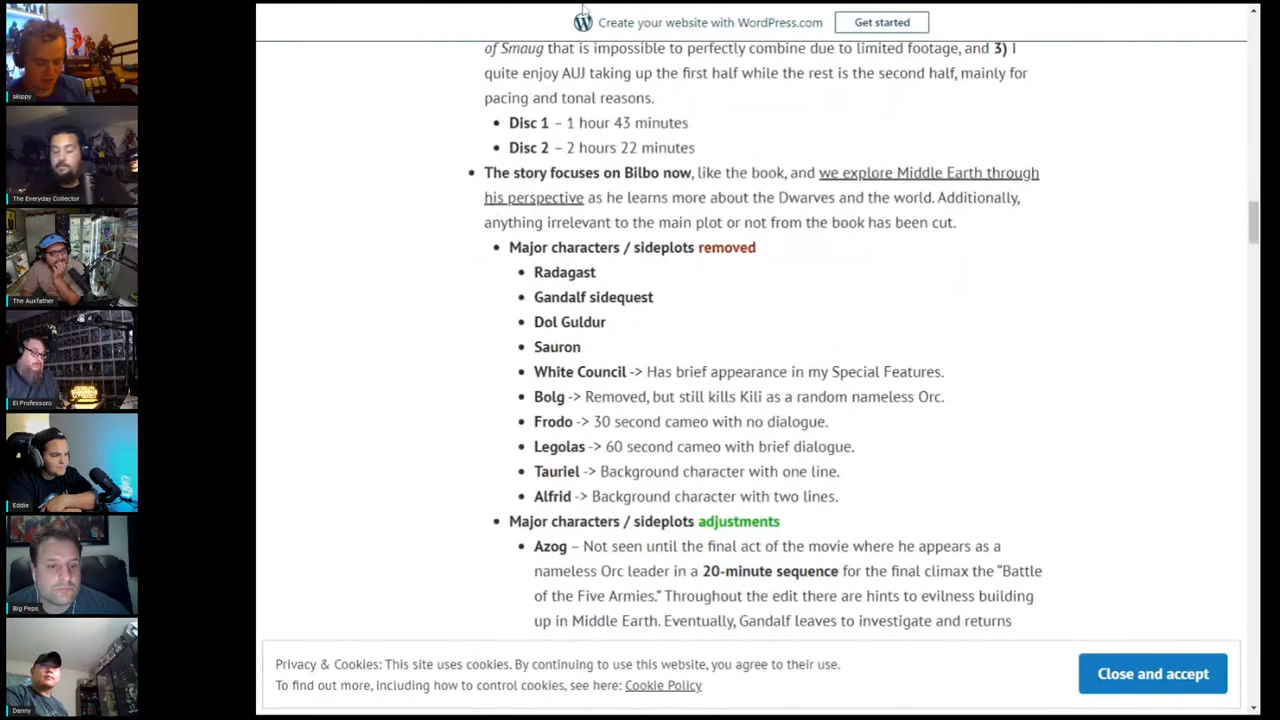 Create your website with WordPress.com
Get started
of Smaug that is impossible to perfectly combine due to limited footage, and 3) I
quite enjoy AUJ taking up the first half while the rest is the second half, mainly for
pacing and tonal reasons.
• Disc 1 – 1 hour 43 minutes
• Disc 2 – 2 hours 22 minutes
• The story focuses on Bilbo now, like the book, and we explore Middle Earth through
his perspective as he learns more about the Dwarves and the world. Additionally,
anything irrelevant to the main plot or not from the book has been cut.
• Major characters / sideplots removed
• Radagast
• Gandalf sidequest
• Dol Guldur
• Sauron
• White Council -> Has brief appearance in my Special Features.
• Bolg -> Removed, but still kills Kili as a random nameless Orc.
• Frodo -> 30 second cameo with no dialogue.
• Legolas -> 60 second cameo with brief dialogue.
• Tauriel -> Background character with one line.
• Alfrid -> Background character with two lines.
• Major characters / sideplots adjustments
• Azog – Not seen until the final act of the movie where he appears as a
nameless Orc leader in a 20-minute sequence for the final climax the “Battle
of the Five Armies.” Throughout the edit there are hints to evilness building
up in Middle Earth. Eventually, Gandalf leaves to investigate and returns
Privacy & Cookies: This site uses cookies. By continuing to use this website, you agree to their use.
To find out more, including how to control cookies, see here: Cookie Policy
Close and accept
skippy
The Everyday Collector
The Auxfather
El Professoro
Eddie
Big Peps
Danny